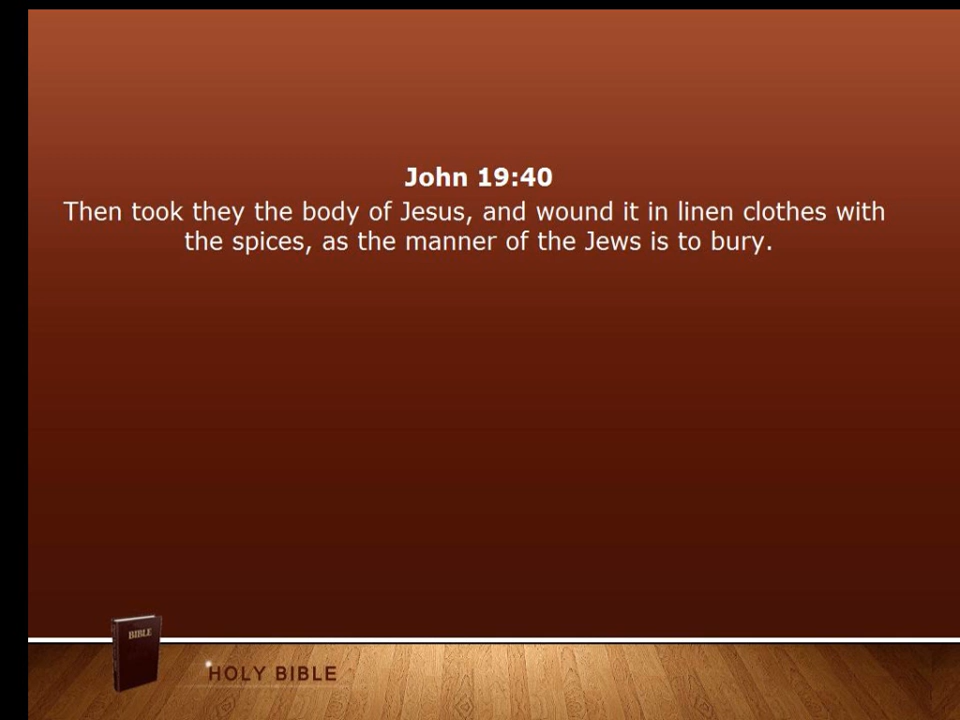 John 19:40
Then took they the body of Jesus, and wound it in linen clothes with
the spices, as the manner of the Jews is to bury.
BIBLE
HOLY BIBLE